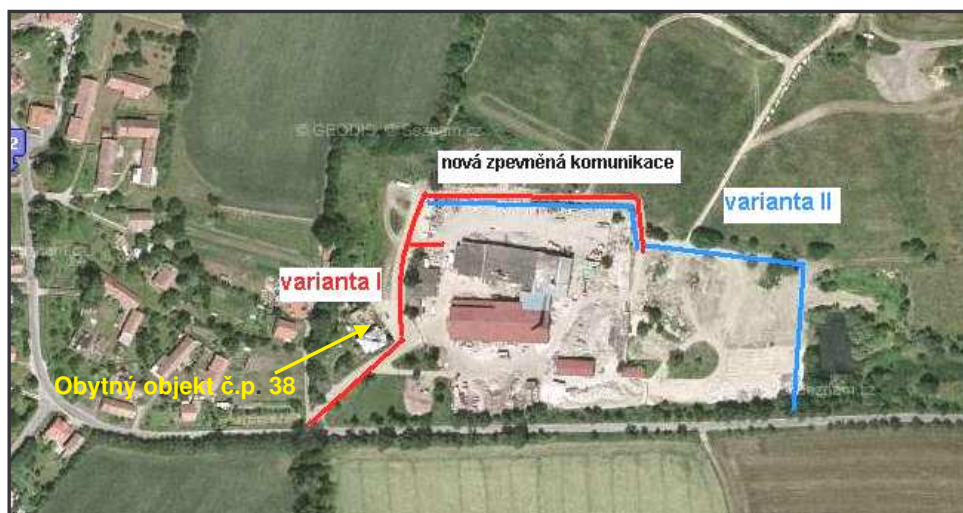 © GEODIS, © Seznam.cz
2
nová zpevněná komunikace
varianta II
varianta I
Obytný objekt č.p. 38